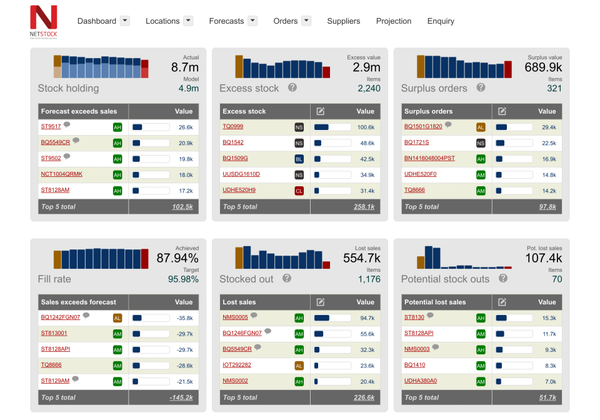 N
NETSTOCK
Dashboard Locations Forecasts Orders Suppliers Projection Enquiry
Actual
8.7m
Model
Stock holding 4.9m
Forecast exceeds sales Value
ST9517 AH 26.6k
BQ5549CR AH 20.9k
ST9502 AH 19.8k
NCT1004QRMK AH 18.0k
ST8128AM AH 17.2k
Top 5 total 102.5k
Excess value
2.9m
Items
Excess stock ? 2,240
Excess stock Value
TQ0999 NS 100.6k
BQ1542 NS 48.6k
BQ1509G BL 42.5k
UUSDG1610D NS 34.9k
UDHE520H9 CL 31.4k
Top 5 total 258.1k
Surplus value
689.9k
Items
Surplus orders ? 321
Surplus orders Value
BQ1501G1820 AL 29.4k
BQ1721S NS 22.5k
BN1416048004PST AH 16.9k
UDHE520F0 AM 14.8k
TQ8666 AM 14.2k
Top 5 total 97.8k
Achieved
87.94%
Target
Fill rate 95.98%
Sales exceeds forecast Value
BQ1242FGN07 AL -35.8k
ST813001 AM -29.7k
ST8128API AM -29.7k
TQ8666 AM -28.6k
ST8129AM AM -21.5k
Top 5 total -145.2k
Lost sales
554.7k
Items
Stocked out ? 1,176
Lost sales Value
NMS0005 AH 94.7k
BQ1246FGN07 AM 55.6k
BQ5549CR AH 32.3k
IOT292282 AL 23.6k
NMS0002 AH 20.4k
Top 5 total 226.6k
Pot. lost sales
107.4k
Items
Potential stock outs ? 70
Potential lost sales Value
ST8130 AH 15.3k
ST8128API AM 11.7k
NMS0003 AH 9.3k
BQ1410 AH 8.3k
UDHA380A0 AM 7.0k
Top 5 total 51.7k